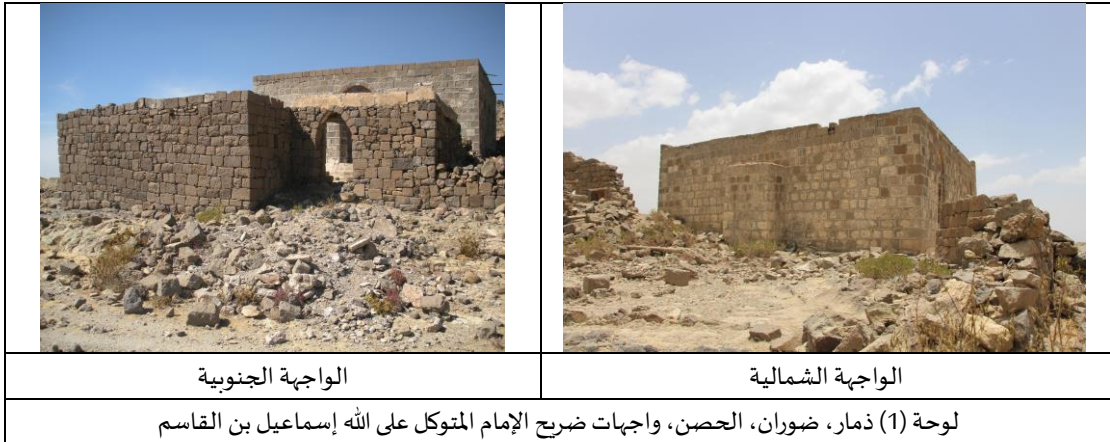 الواجهة الشمالية
الواجهة الجنوبية
لوحة (1) ذمار، ضوران، الحصن، واجهات ضريح الإمام المتوكل على الله إسماعيل بن القاسم